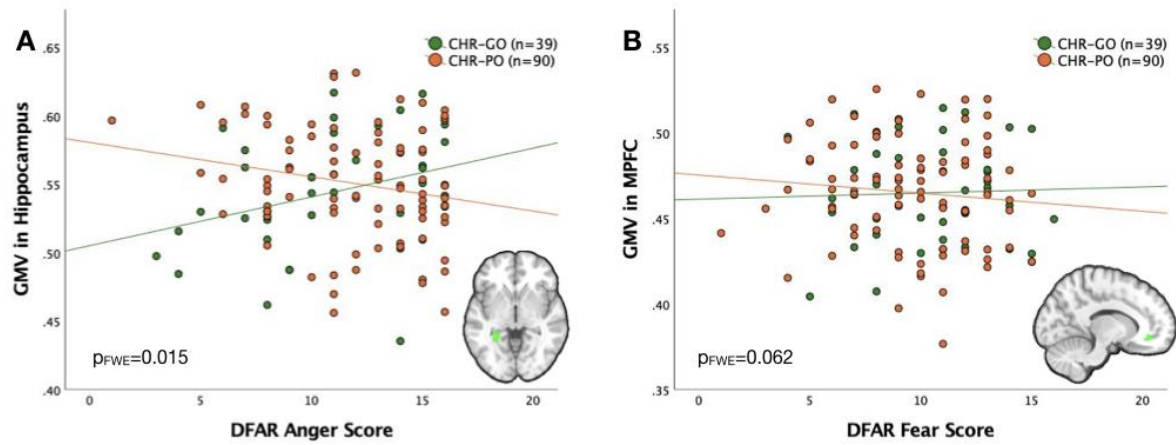 A
CHR-GO (n=39)
CHR-PO (n=90)
GMV in Hippocampus
.65
.60
.55
.50
.45
.40
pFWE=0.015
0 5 10 15 20
DFAR Anger Score
B
CHR-GO (n=39)
CHR-PO (n=90)
GMV in MPFC
.55
.50
.45
.40
.35
pFWE=0.062
0 5 10 15 20
DFAR Fear Score